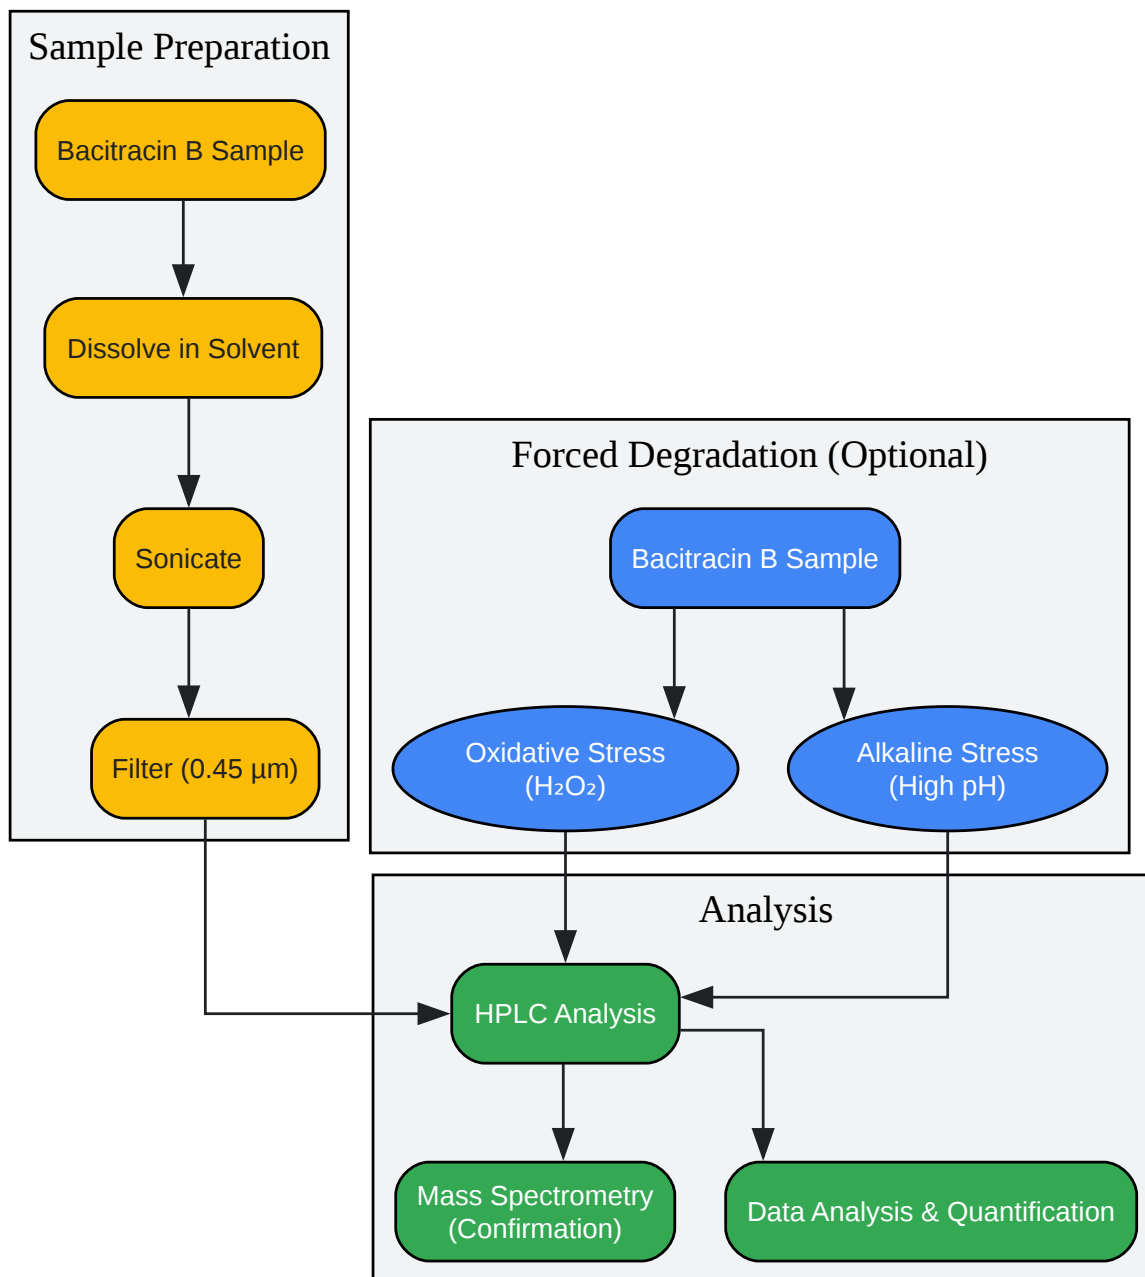 Sample Preparation
Bacitracin B Sample
Dissolve in Solvent
Sonicate
Filter (0.45 µm)
Forced Degradation (Optional)
Bacitracin B Sample
Oxidative Stress
(H₂O₂)
Alkaline Stress
(High pH)
Analysis
HPLC Analysis
Mass Spectrometry
(Confirmation)
Data Analysis & Quantification